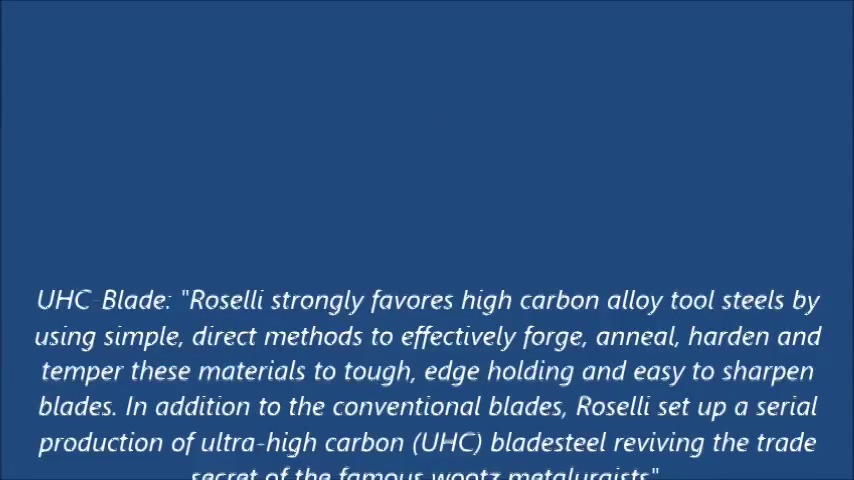 UHC-Blade: "Roselli strongly favores high carbon alloy tool steels by
using simple, direct methods to effectively forge, anneal, harden and
temper these materials to tough, edge holding and easy to sharpen
blades. In addition to the conventional blades, Roselli set up a serial
production of ultra-high carbon (UHC) bladesteel reviving the trade
secret of the famous wootz metalurgists"